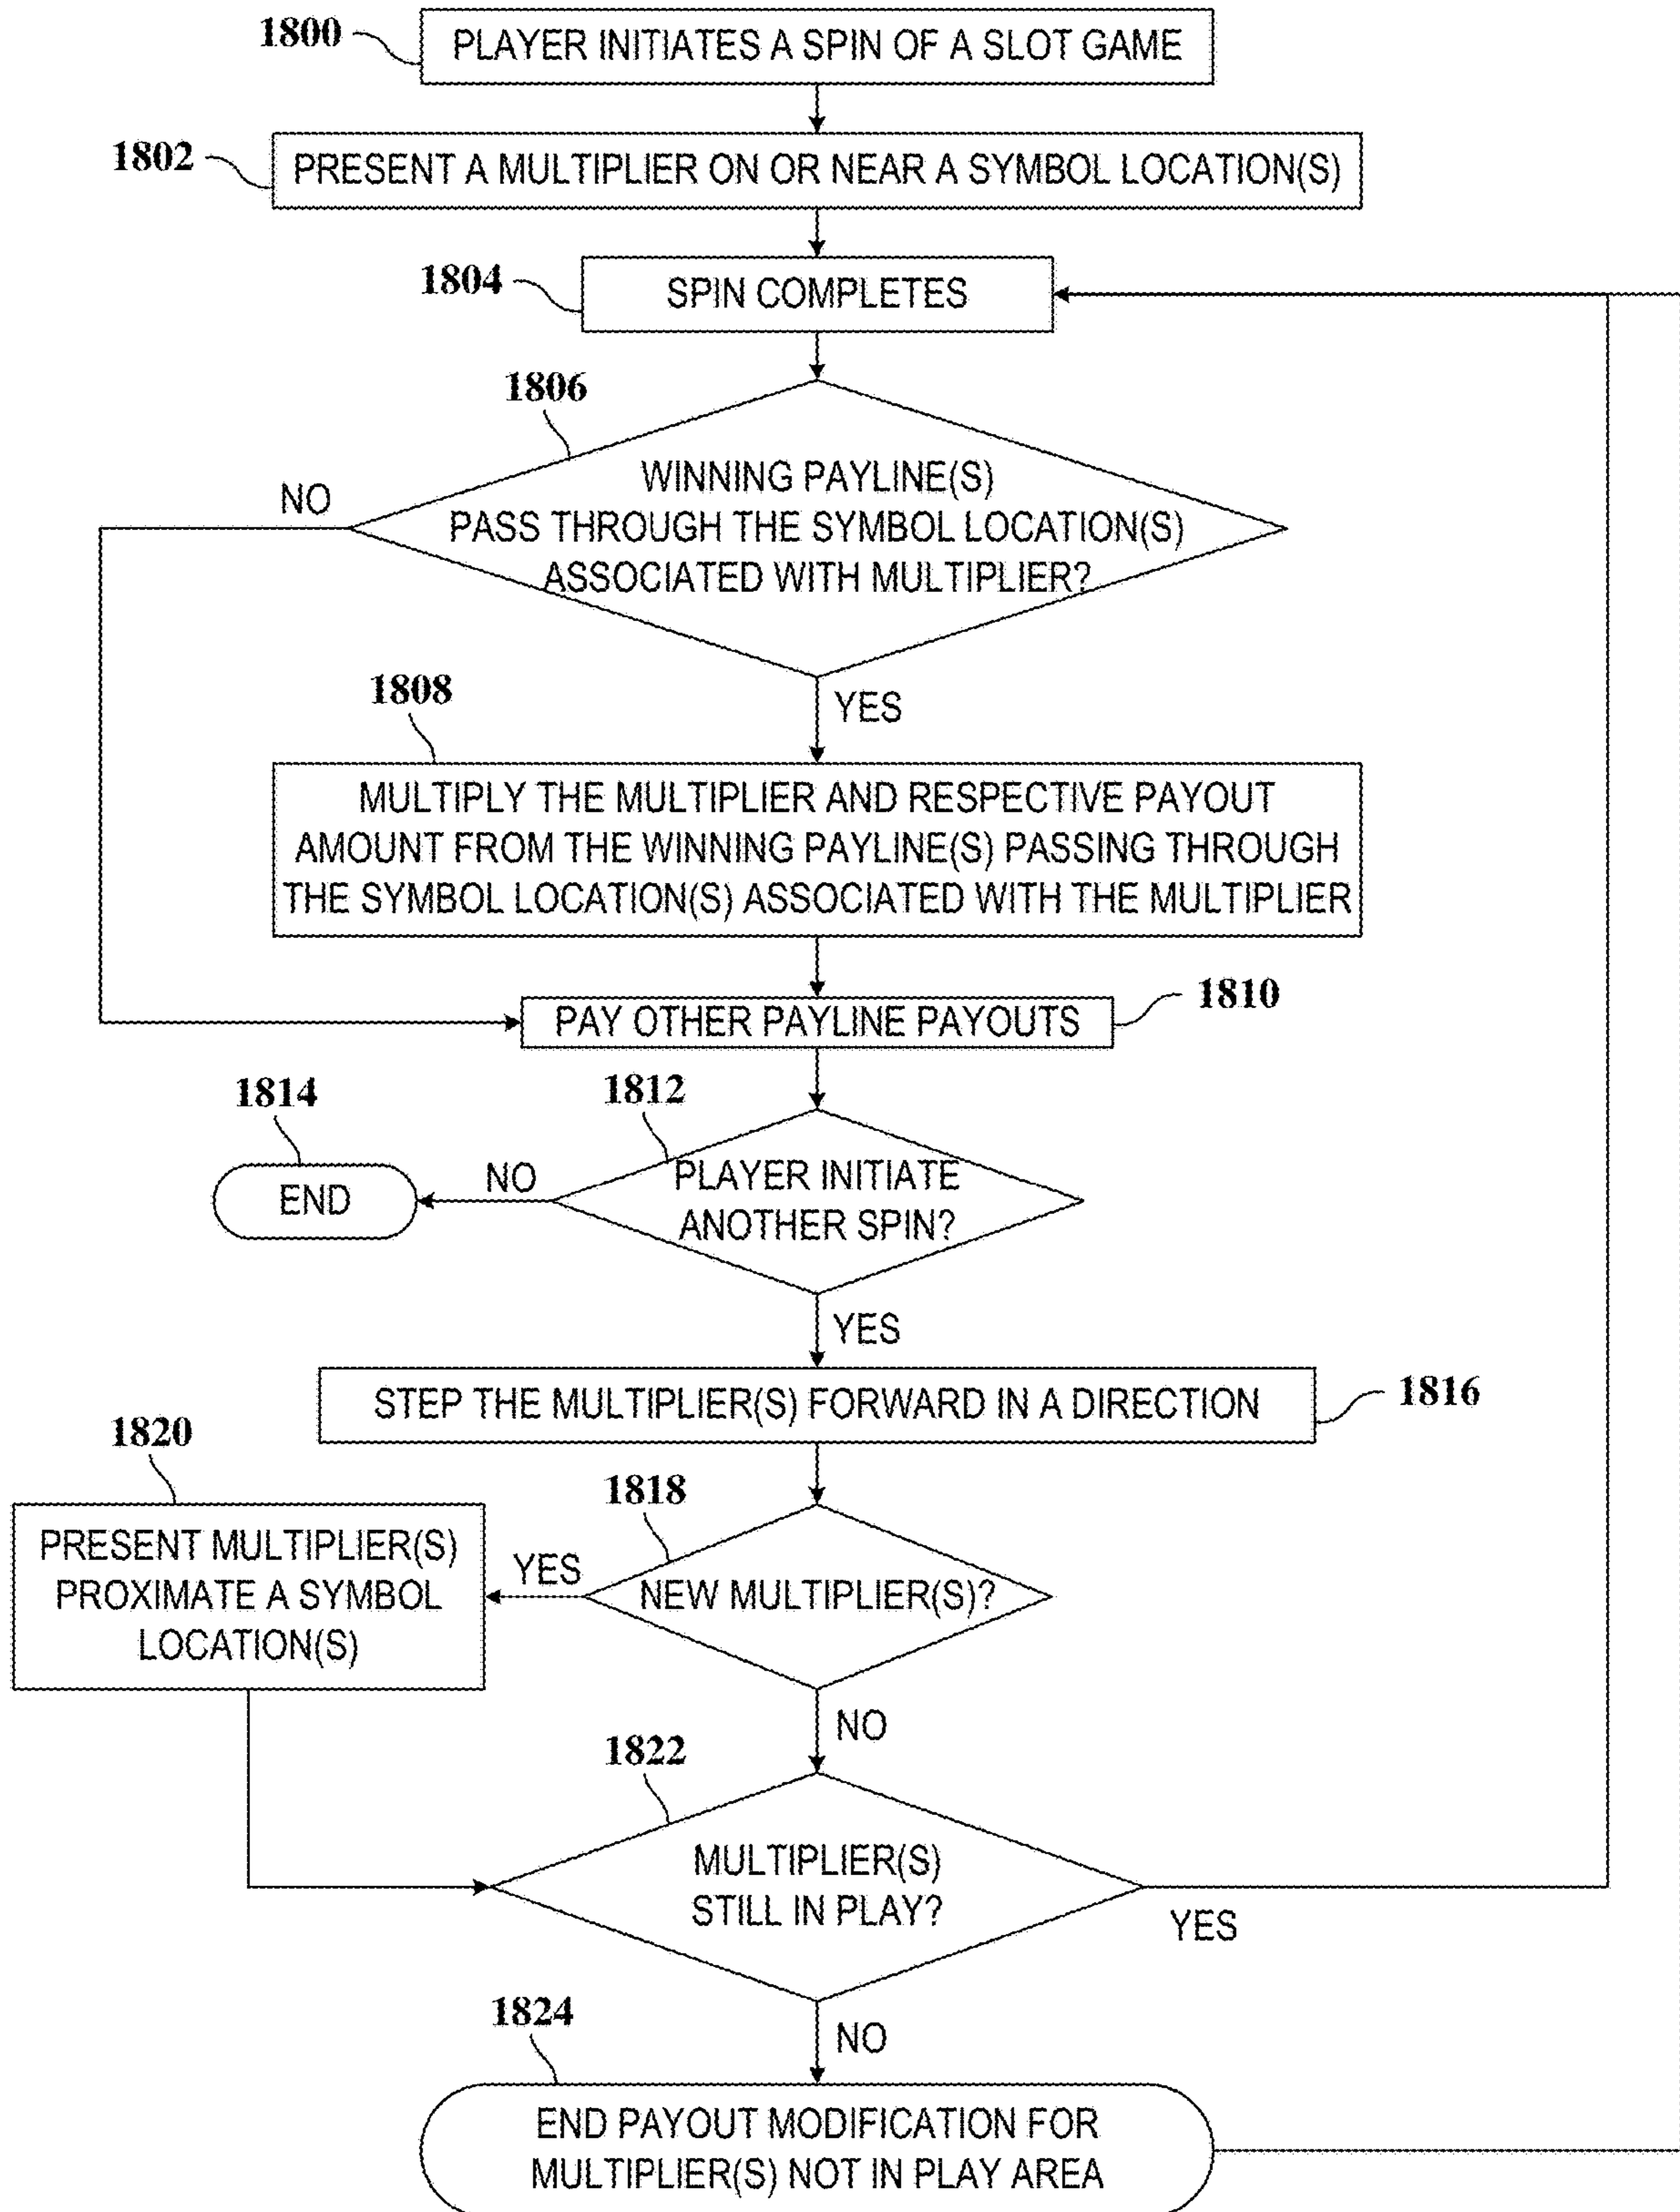 1800
PLAYER INITIATES A SPIN OF A SLOT GAME
1802
PRESENT A MULTIPLIER ON OR NEAR A SYMBOL LOCATION(S)
1804
SPIN COMPLETES
1806
WINNING PAYLINE(S)
PASS THROUGH THE SYMBOL LOCATION(S)
ASSOCIATED WITH MULTIPLIER?
NO
YES
1808
MULTIPLY THE MULTIPLIER AND RESPECTIVE PAYOUT
AMOUNT FROM THE WINNING PAYLINE(S) PASSING THROUGH
THE SYMBOL LOCATION(S) ASSOCIATED WITH THE MULTIPLIER
1810
PAY OTHER PAYLINE PAYOUTS
1812
PLAYER INITIATE
ANOTHER SPIN?
NO
1814
END
YES
STEP THE MULTIPLIER(S) FORWARD IN A DIRECTION
1816
1818
NEW MULTIPLIER(S)?
YES
1820
PRESENT MULTIPLIER(S)
PROXIMATE A SYMBOL
LOCATION(S)
NO
1822
MULTIPLIER(S)
STILL IN PLAY?
YES
NO
1824
END PAYOUT MODIFICATION FOR
MULTIPLIER(S) NOT IN PLAY AREA